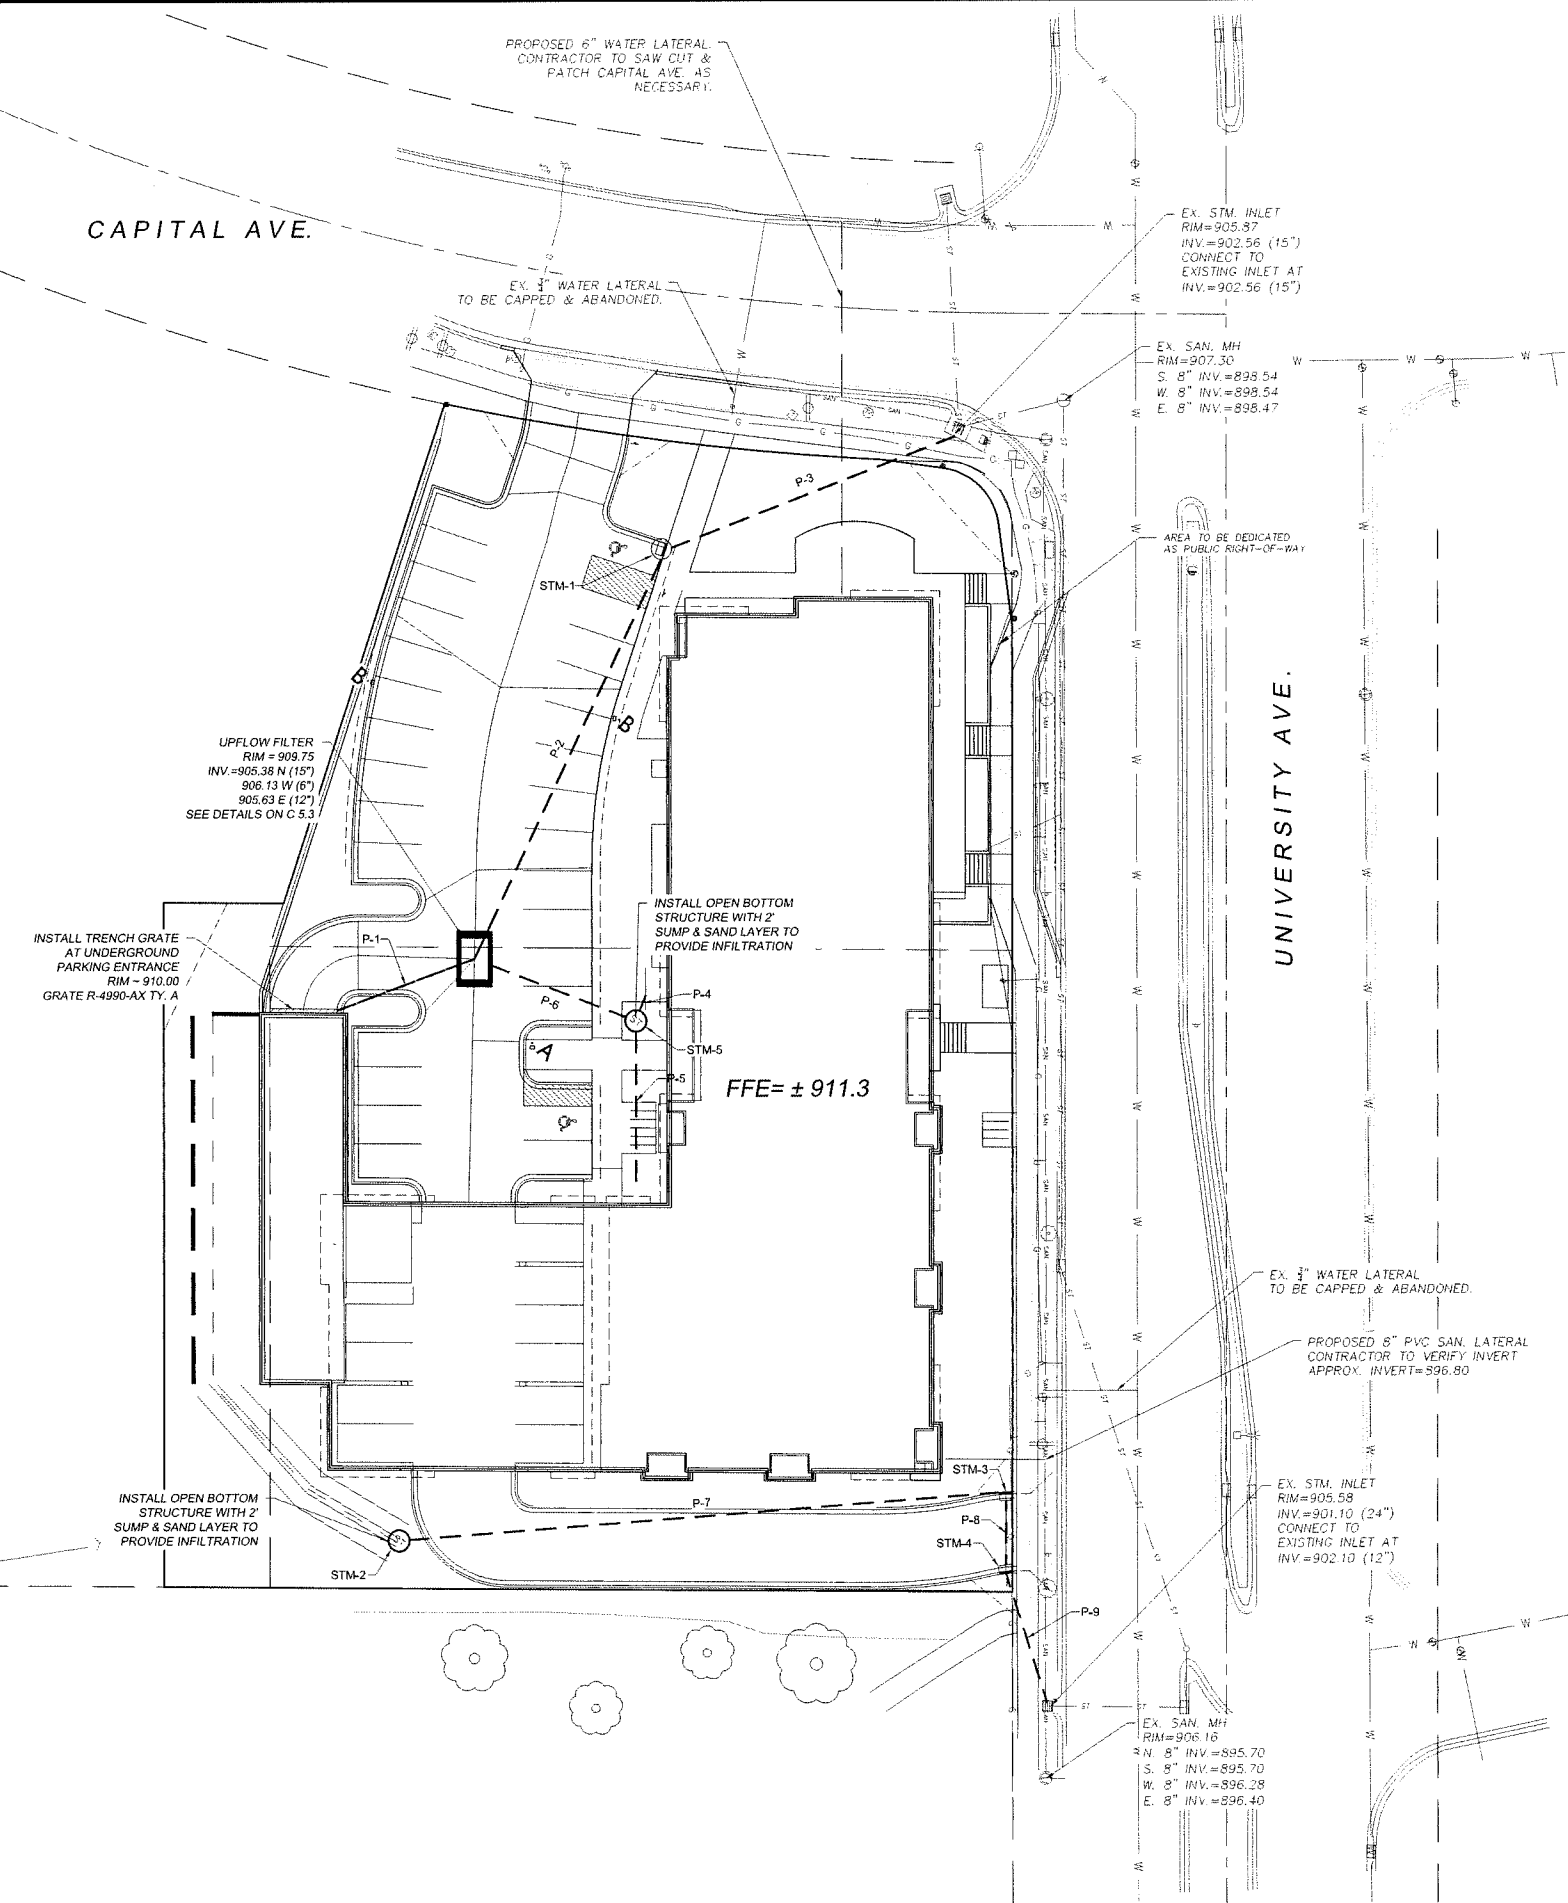 PROPOSED 6" WATER LATERAL.
CONTRACTOR TO SAW CUT &
PATCH CAPITAL AVE. AS
NECESSARY.
CAPITAL AVE.
EX. STM. INLET
RIM=905.87
INV.=902.56 (15")
CONNECT TO
EXISTING INLET AT
INV.=902.56 (15")
EX. WATER LATERAL
TO BE CAPPED & ABANDONED.
EX. SAN. MH
RIM=907.30
S. 8" INV.=898.54
W. 8" INV.=898.54
E. 8" INV.=898.47
P-3
AREA TO BE DEDICATED
AS PUBLIC RIGHT-OF-WAY
STM-1
B
B
P-2
UNIVERSITY AVE.
UPFLOW FILTER
RIM = 909.75
INV.=905.38 N (15")
906.13 W (6")
905.63 E (12")
SEE DETAILS ON C 5.3
INSTALL OPEN BOTTOM
STRUCTURE WITH 2'
SUMP & SAND LAYER TO
PROVIDE INFILTRATION
INSTALL TRENCH GRATE
AT UNDERGROUND
PARKING ENTRANCE
RIM ~ 910.00
GRATE R-4990-AX TY. A
P-1
P-6
P-4
STM-5
A
P-5
FFE= ± 911.3
EX. WATER LATERAL
TO BE CAPPED & ABANDONED.
PROPOSED 8" PVC SAN. LATERAL
CONTRACTOR TO VERIFY INVERT
APPROX. INVERT=896.80
STM-3
P-7
P-8
STM-4
INSTALL OPEN BOTTOM
STRUCTURE WITH 2'
SUMP & SAND LAYER TO
PROVIDE INFILTRATION
STM-2
EX. STM. INLET
RIM=905.58
INV.=901.10 (24")
CONNECT TO
EXISTING INLET AT
INV.=902.10 (12")
P-9
EX. SAN. MH
RIM=906.16
N. 8" INV.=895.70
S. 8" INV.=895.70
W. 8" INV.=896.28
E. 8" INV.=896.40